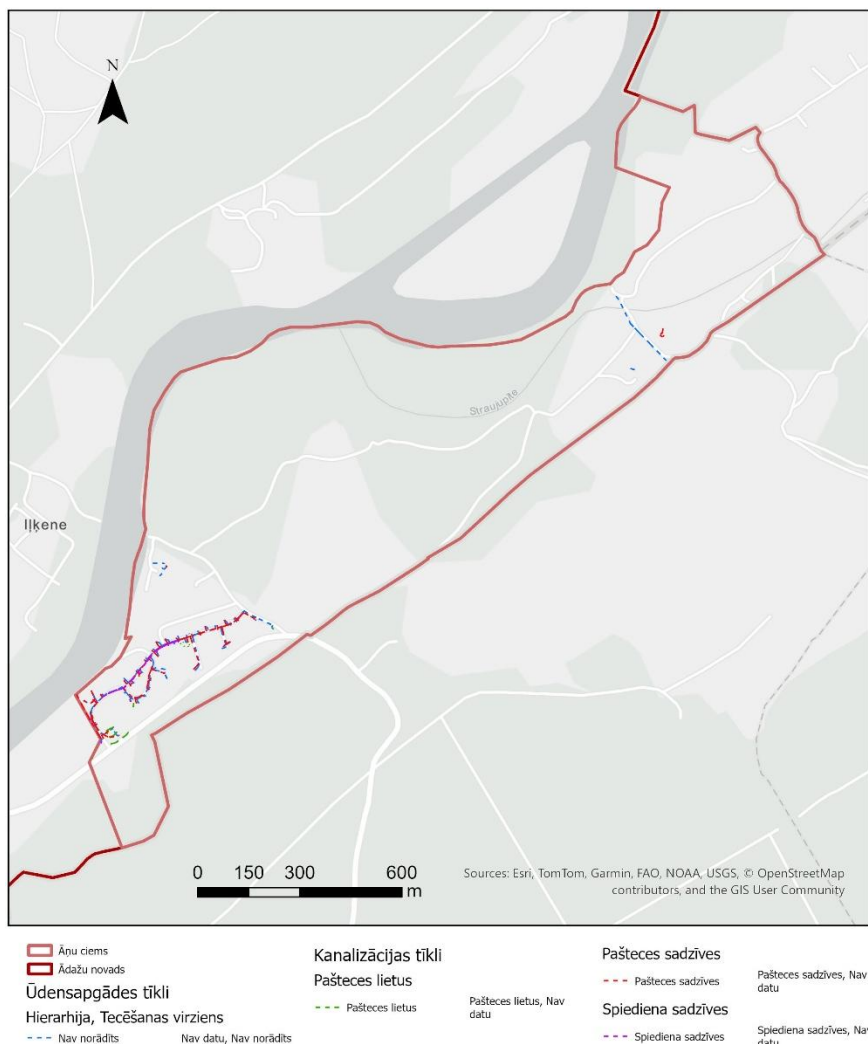 N
Straujupīte
Iļķene
0 150 300 600
m
Sources: Esri, TomTom, Garmin, FAO, NOAA, USGS, © OpenStreetMap
contributors, and the GIS User Community
Āņu ciems
Ādažu novads
Ūdensapgādes tīkli
Hierarhija, Tecēšanas virziens
Nav norādīts Nav datu, Nav norādīts
Kanalizācijas tīkli
Pašteces lietus
Pašteces lietus Pašteces lietus, Nav
datu
Pašteces sadzīves
Pašteces sadzīves Pašteces sadzīves, Nav
datu
Spiediena sadzīves
Spiediena sadzīves Spiediena sadzīves, Nav
datu